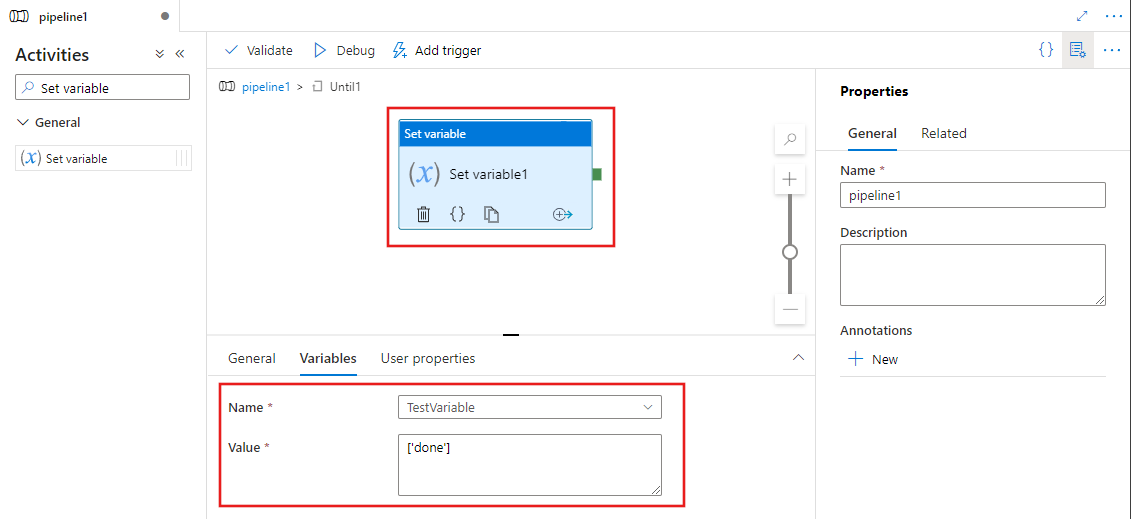 pipeline1
Activities
Set variable
General
(x) Set variable
Validate
Debug
Add trigger
{}
pipeline1 > Until1
Set variable
(x) Set variable1
{}
General
Variables
User properties
Name *
TestVariable
Value *
['done']
Properties
General
Related
Name *
pipeline1
Description
Annotations
New